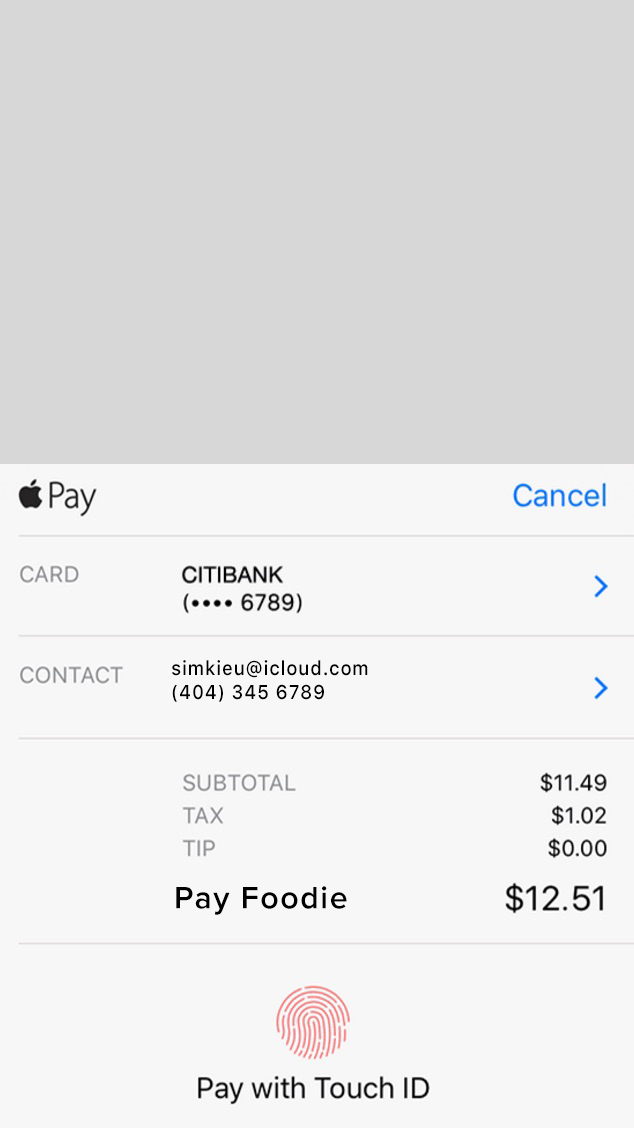 Pay Cancel
CARD CITIBANK
(•••• 6789)
CONTACT simkieu@icloud.com
(404) 345 6789
SUBTOTAL $11.49
TAX $1.02
TIP $0.00
Pay Foodie $12.51
Pay with Touch ID